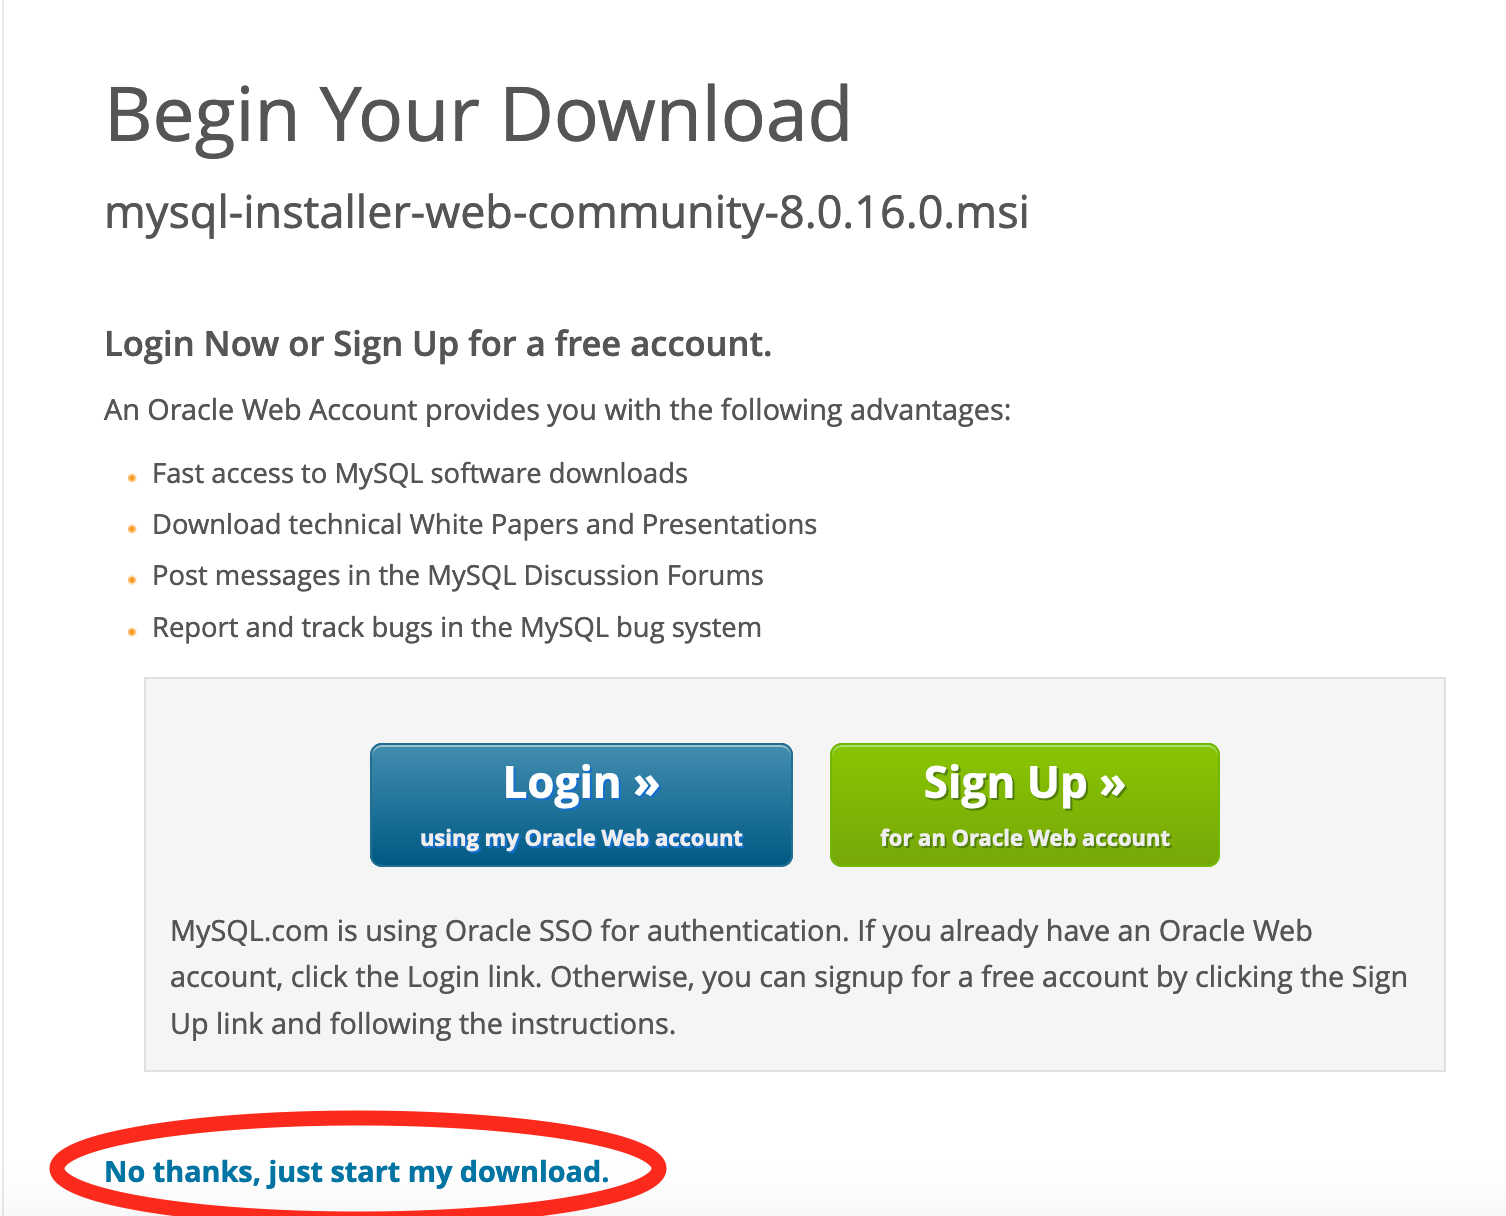 Begin Your Download
mysql-installer-web-community-8.0.16.0.msi
Login Now or Sign Up for a free account.
An Oracle Web Account provides you with the following advantages:
Fast access to MySQL software downloads
Download technical White Papers and Presentations
Post messages in the MySQL Discussion Forums
Report and track bugs in the MySQL bug system
Login »
using my Oracle Web account
Sign Up »
for an Oracle Web account
MySQL.com is using Oracle SSO for authentication. If you already have an Oracle Web
account, click the Login link. Otherwise, you can signup for a free account by clicking the Sign
Up link and following the instructions.
No thanks, just start my download.